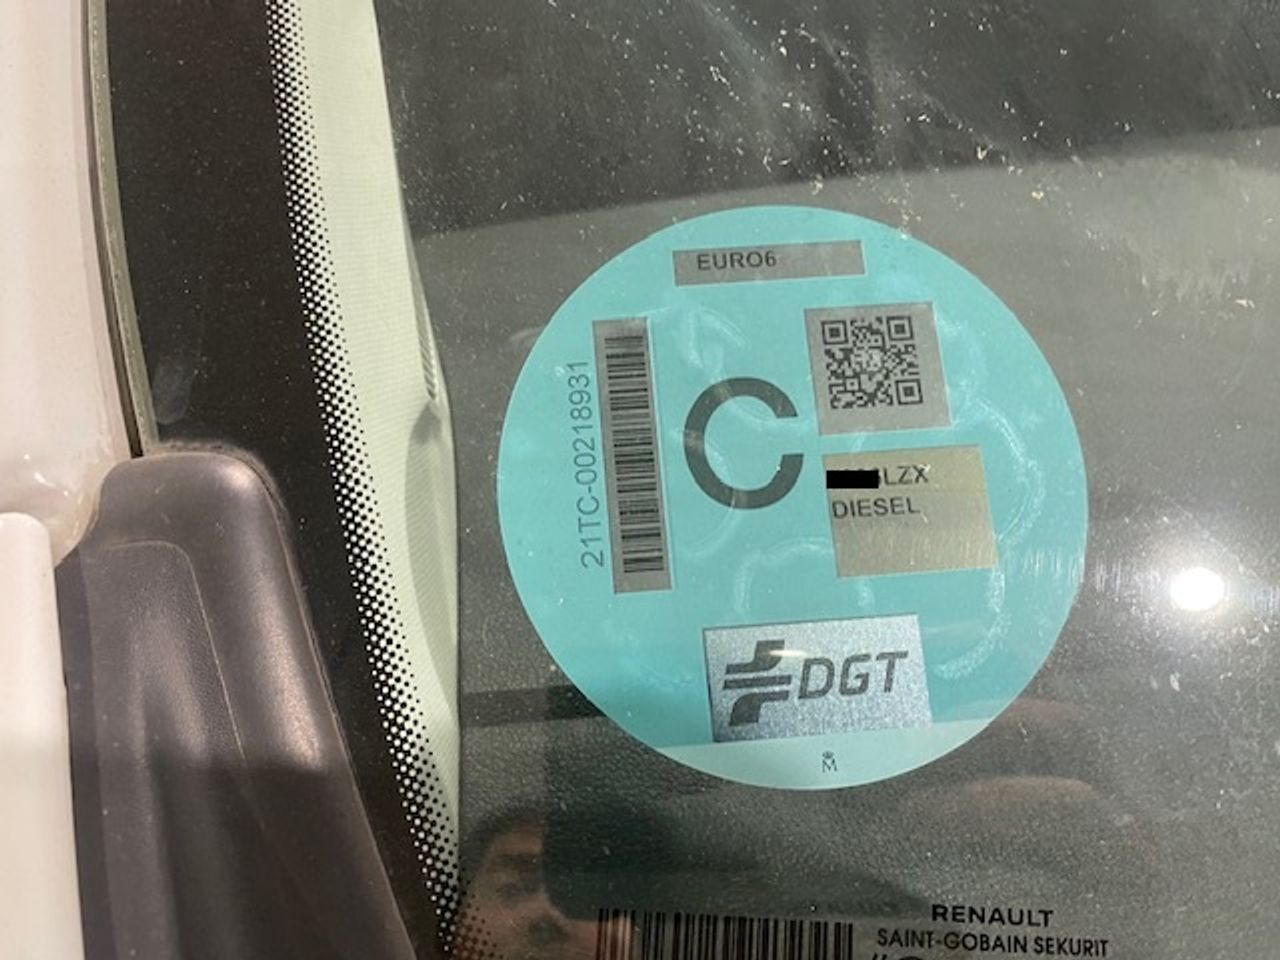 EURO6
21TC-00218931
C
LZX
DIESEL
DGT
M
RENAULT
SAINT-GOBAIN SEKURIT